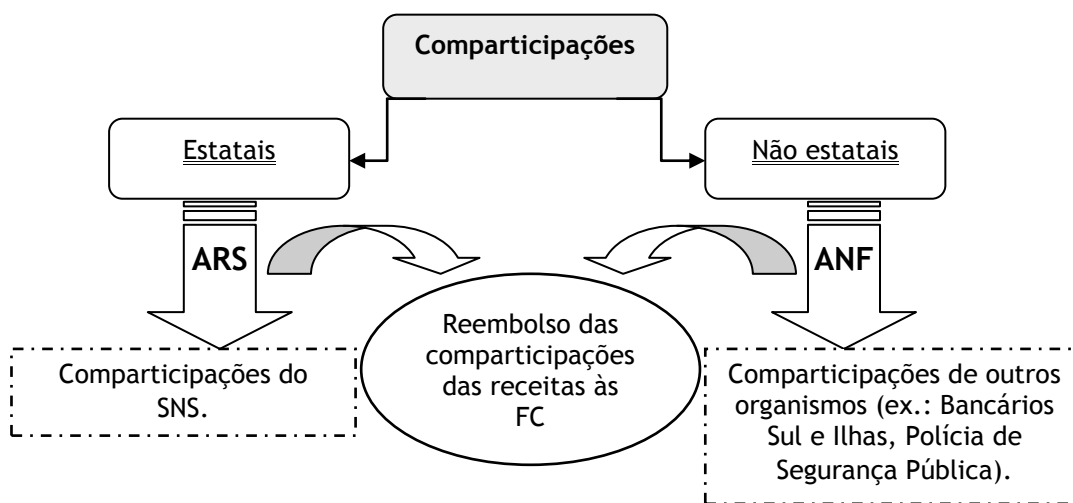 Comparticipações
Estatais
Não estatais
ARS
ANF
Reembolso das
comparticipações
das receitas às
FC
Comparticipações do
SNS.
Comparticipações de outros
organismos (ex.: Bancários
Sul e Ilhas, Polícia de
Segurança Pública).